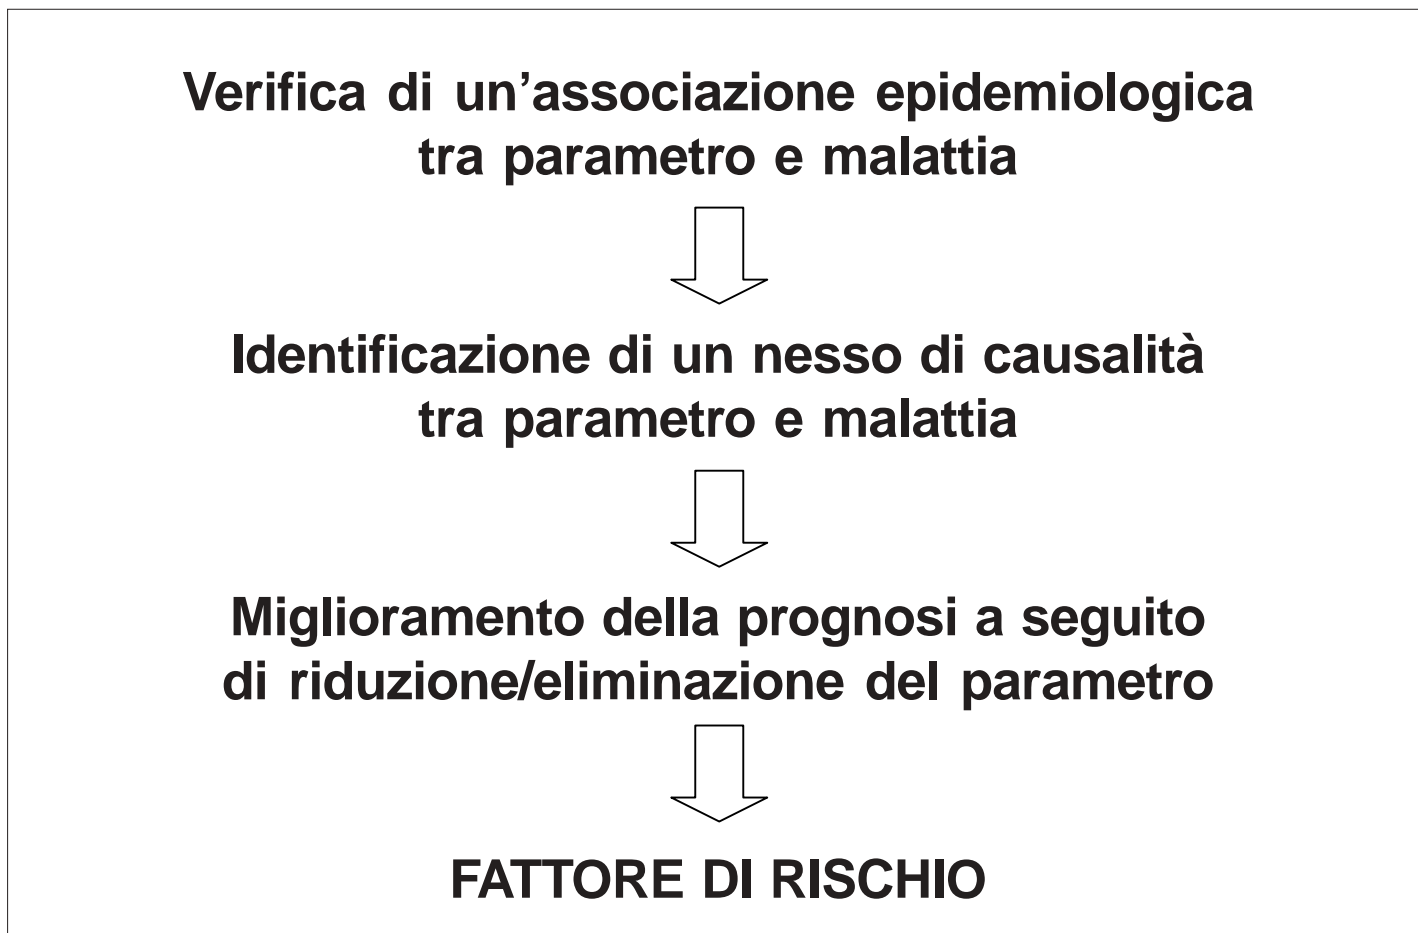 Verifica di un’associazione epidemiologica
tra parametro e malattia
Identificazione di un nesso di causalità
tra parametro e malattia
Miglioramento della prognosi a seguito
di riduzione/eliminazione del parametro
FATTORE DI RISCHIO